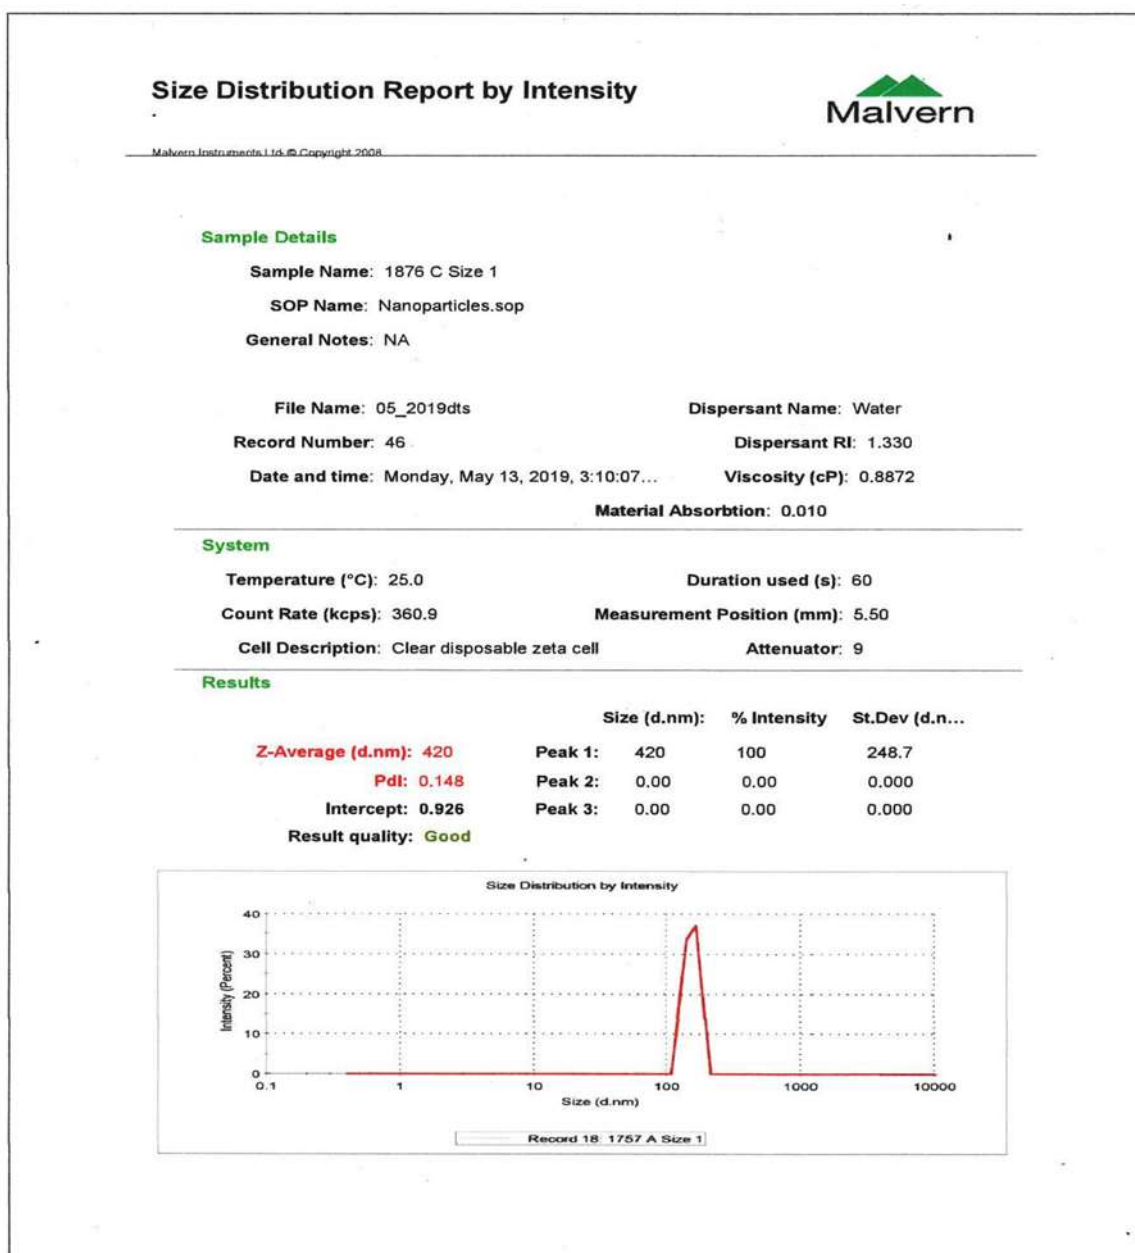 Size Distribution Report by Intensity
Malvern
Malvern Instruments Ltd- © Copyright 2008
Sample Details
Sample Name: 1876 C Size 1
SOP Name: Nanoparticles.sop
General Notes: NA
File Name: 05_2019dts Dispersant Name: Water
Record Number: 46 Dispersant RI: 1.330
Date and time: Monday, May 13, 2019, 3:10:07... Viscosity (cP): 0.8872
Material Absorbtion: 0.010
System
Temperature (°C): 25.0 Duration used (s): 60
Count Rate (kcps): 360.9 Measurement Position (mm): 5.50
Cell Description: Clear disposable zeta cell Attenuator: 9
Results
Size (d.nm): % Intensity St.Dev (d.n...
Z-Average (d.nm): 420 Peak 1: 420 100 248.7
PdI: 0.148 Peak 2: 0.00 0.00 0.000
Intercept: 0.926 Peak 3: 0.00 0.00 0.000
Result quality: Good
Size Distribution by Intensity
Intensity (Percent)
40
30
20
10
0
0.1 1 10 100 1000 10000
Size (d.nm)
Record 18: 1757 A Size 1